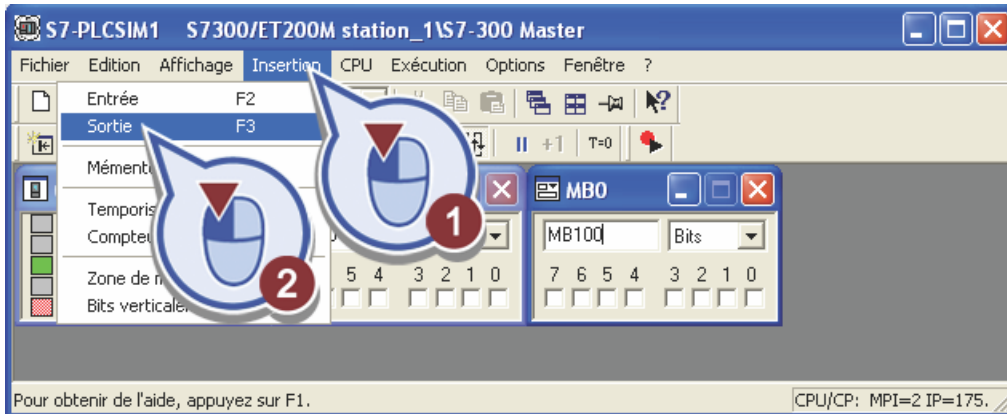 S7-PLCSIM1 S7300/ET200M station_1\S7-300 Master
Fichier Edition Affichage Insertion CPU Exécution Options Fenêtre ?
Entrée F2
Sortie F3
+1 T=0
Temporis
MB0
1
MB100 Bits
5 4 3 2 1 0
7 6 5 4 3 2 1 0
Zone de
2
Bits
Pour obtenir de l'aide, appuyez sur F1.
CPU/CP: MPI=2 IP=175.